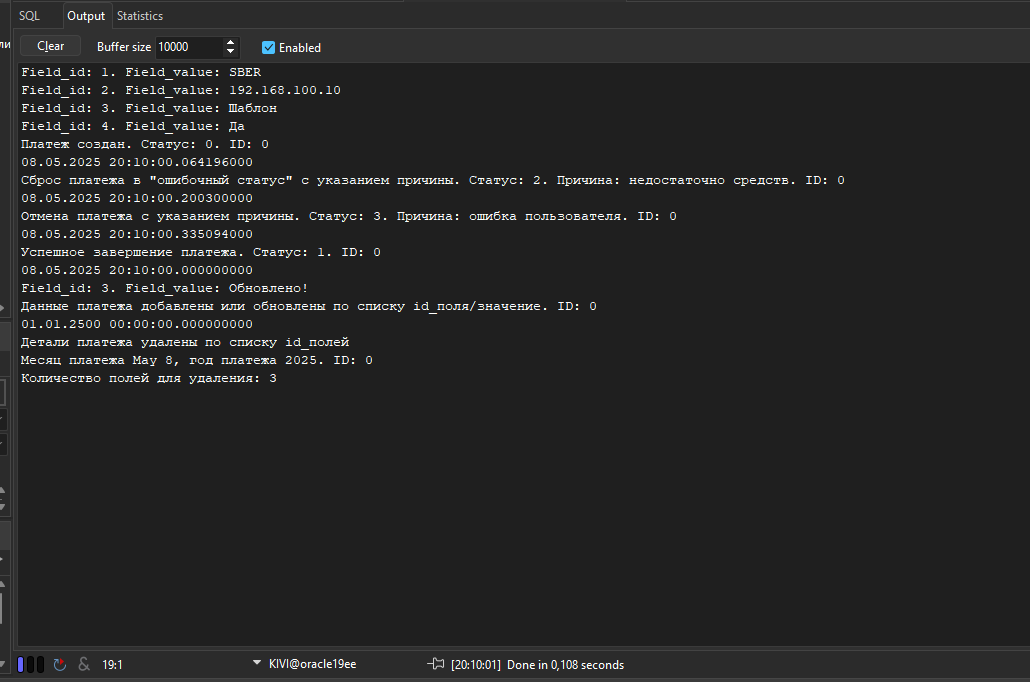 SQL Output Statistics
ли
Clear Buffer size 10000 Enabled
Field_id: 1. Field_value: SBER
Field_id: 2. Field_value: 192.168.100.10
Field_id: 3. Field_value: Шаблон
Field_id: 4. Field_value: Да
Платеж создан. Статус: 0. ID: 0
08.05.2025 20:10:00.064196000
Сброс платежа в "ошибочный статус" с указанием причины. Статус: 2. Причина: недостаточно средств. ID: 0
08.05.2025 20:10:00.200300000
Отмена платежа с указанием причины. Статус: 3. Причина: ошибка пользователя. ID: 0
08.05.2025 20:10:00.335094000
Успешное завершение платежа. Статус: 1. ID: 0
08.05.2025 20:10:00.000000000
Field_id: 3. Field_value: Обновлено!
Данные платежа добавлены или обновлены по списку id_поля/значение. ID: 0
01.01.2500 00:00:00.000000000
Детали платежа удалены по списку id_полей
Месяц платежа May 8, год платежа 2025. ID: 0
Количество полей для удаления: 3
& 19:1 KIVI@oracle19ee [20:10:01] Done in 0,108 seconds